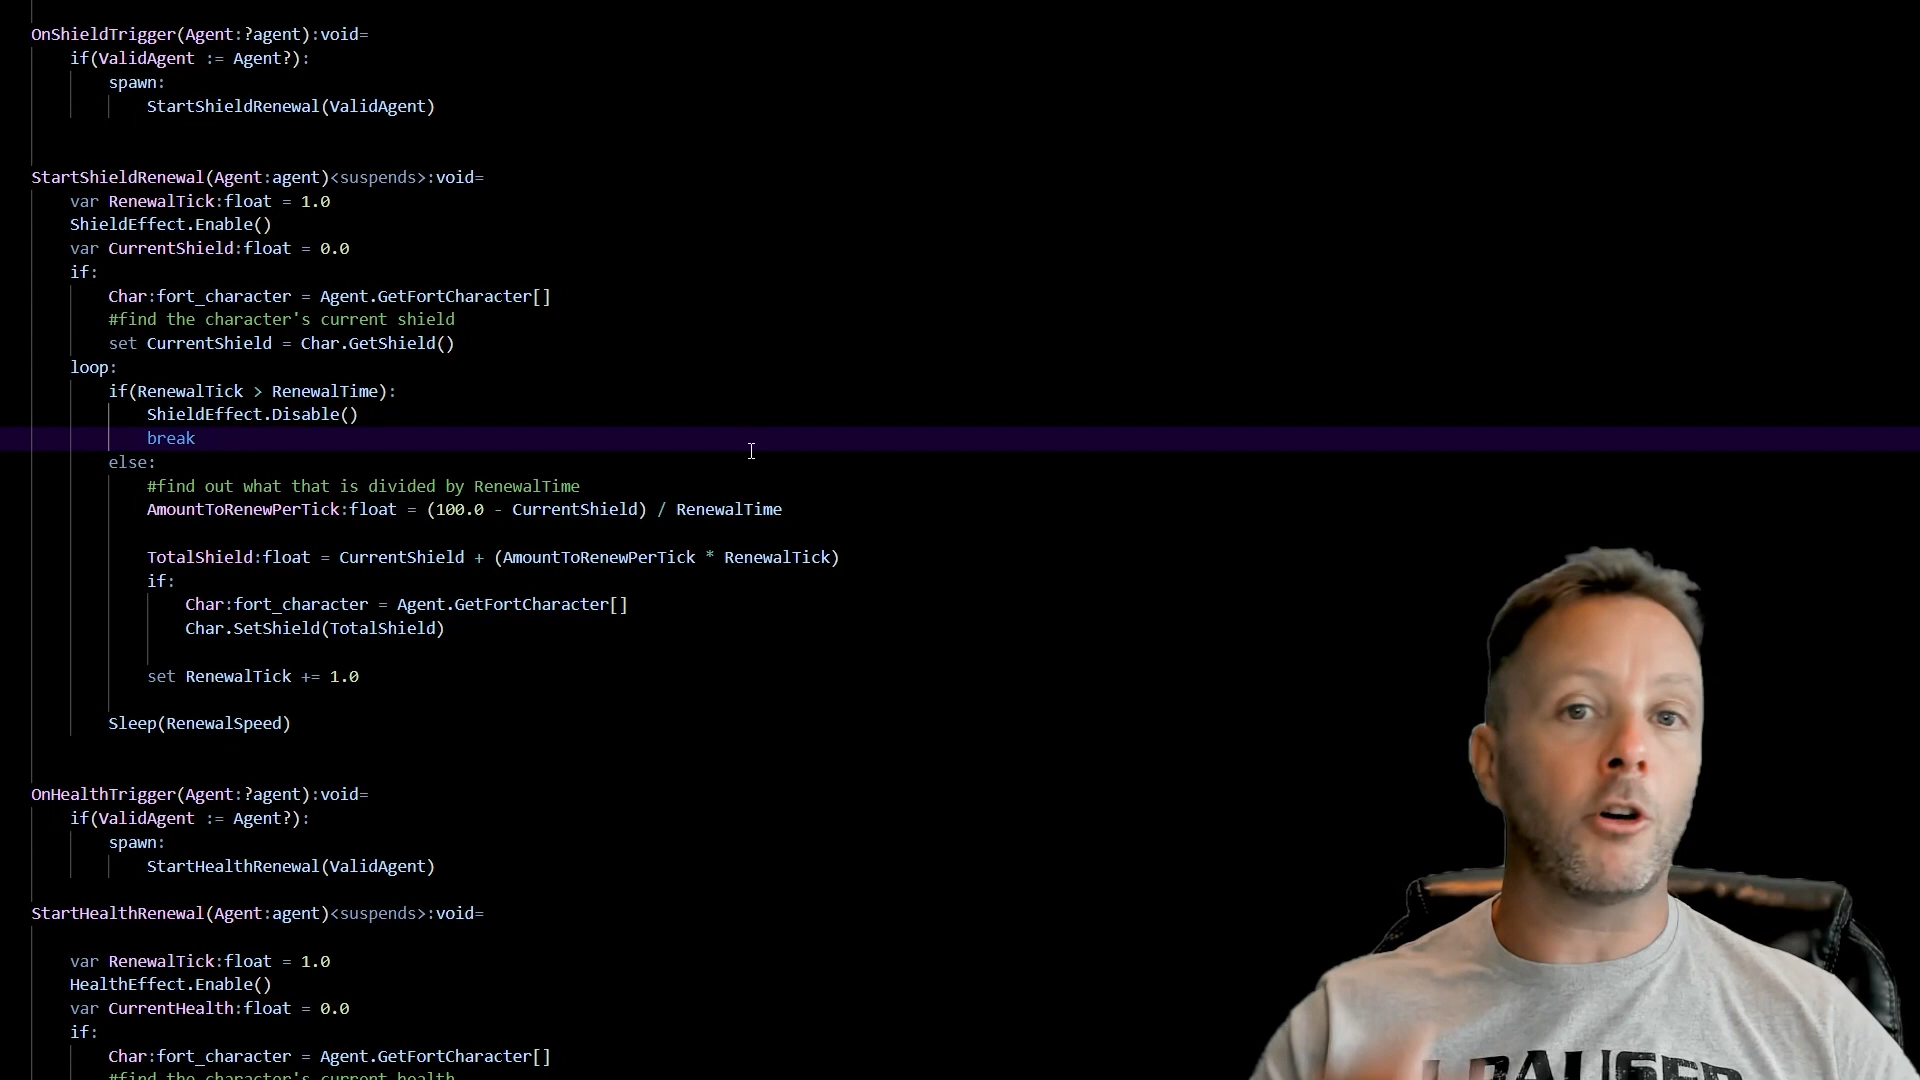 OnShieldTrigger(Agent:?agent):void=
if(ValidAgent := Agent?):
spawn:
StartShieldRenewal(ValidAgent)
StartShieldRenewal(Agent:agent)<suspends>:void=
var RenewalTick:float = 1.0
ShieldEffect.Enable()
var CurrentShield:float = 0.0
if:
Char:fort_character = Agent.GetFortCharacter[]
#find the character's current shield
set CurrentShield = Char.GetShield()
loop:
if(RenewalTick > RenewalTime):
ShieldEffect.Disable()
break
else:
#find out what that is divided by RenewalTime
AmountToRenewPerTick:float = (100.0 - CurrentShield) / RenewalTime
TotalShield:float = CurrentShield + (AmountToRenewPerTick * RenewalTick)
if:
Char:fort_character = Agent.GetFortCharacter[]
Char.SetShield(TotalShield)
set RenewalTick += 1.0
Sleep(RenewalSpeed)
OnHealthTrigger(Agent:?agent):void=
if(ValidAgent := Agent?):
spawn:
StartHealthRenewal(ValidAgent)
StartHealthRenewal(Agent:agent)<suspends>:void=
var RenewalTick:float = 1.0
HealthEffect.Enable()
var CurrentHealth:float = 0.0
if:
Char:fort_character = Agent.GetFortCharacter[]
#find the character's current health